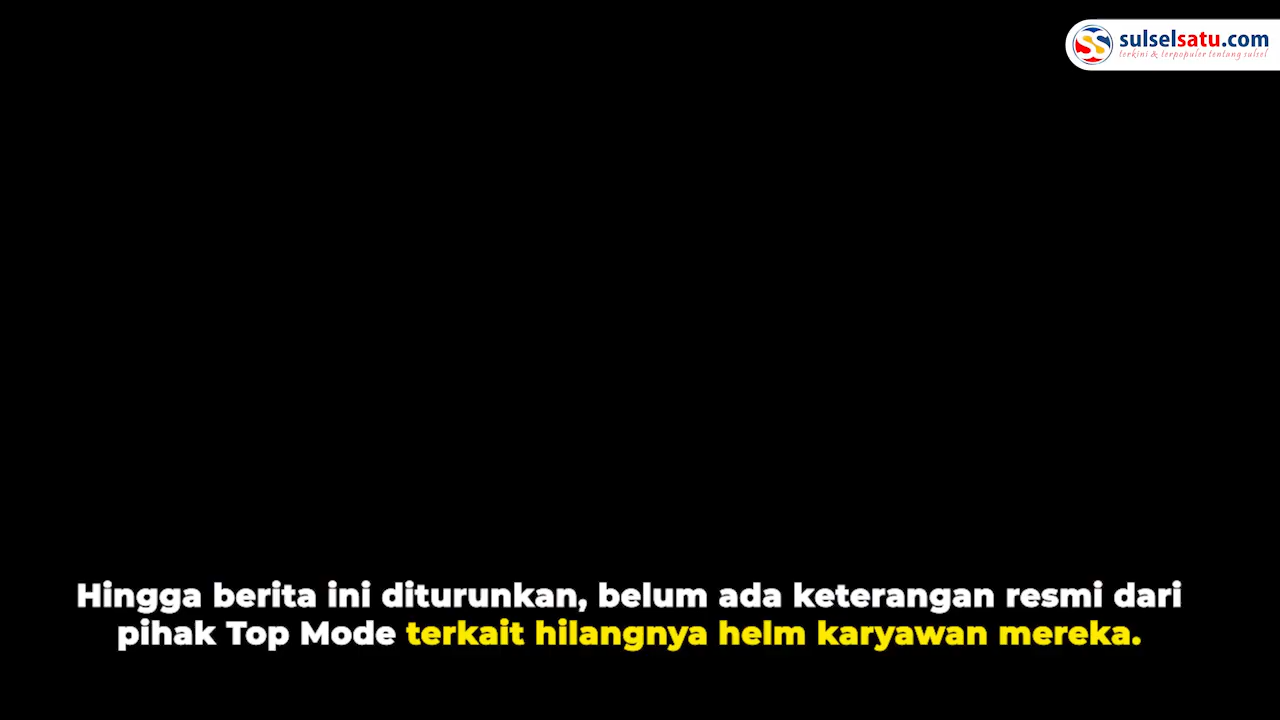 sulselsatu.com
terkini & terpopuler tentang sulsel
Hingga berita ini diturunkan, belum ada keterangan resmi dari
pihak Top Mode terkait hilangnya helm karyawan mereka.